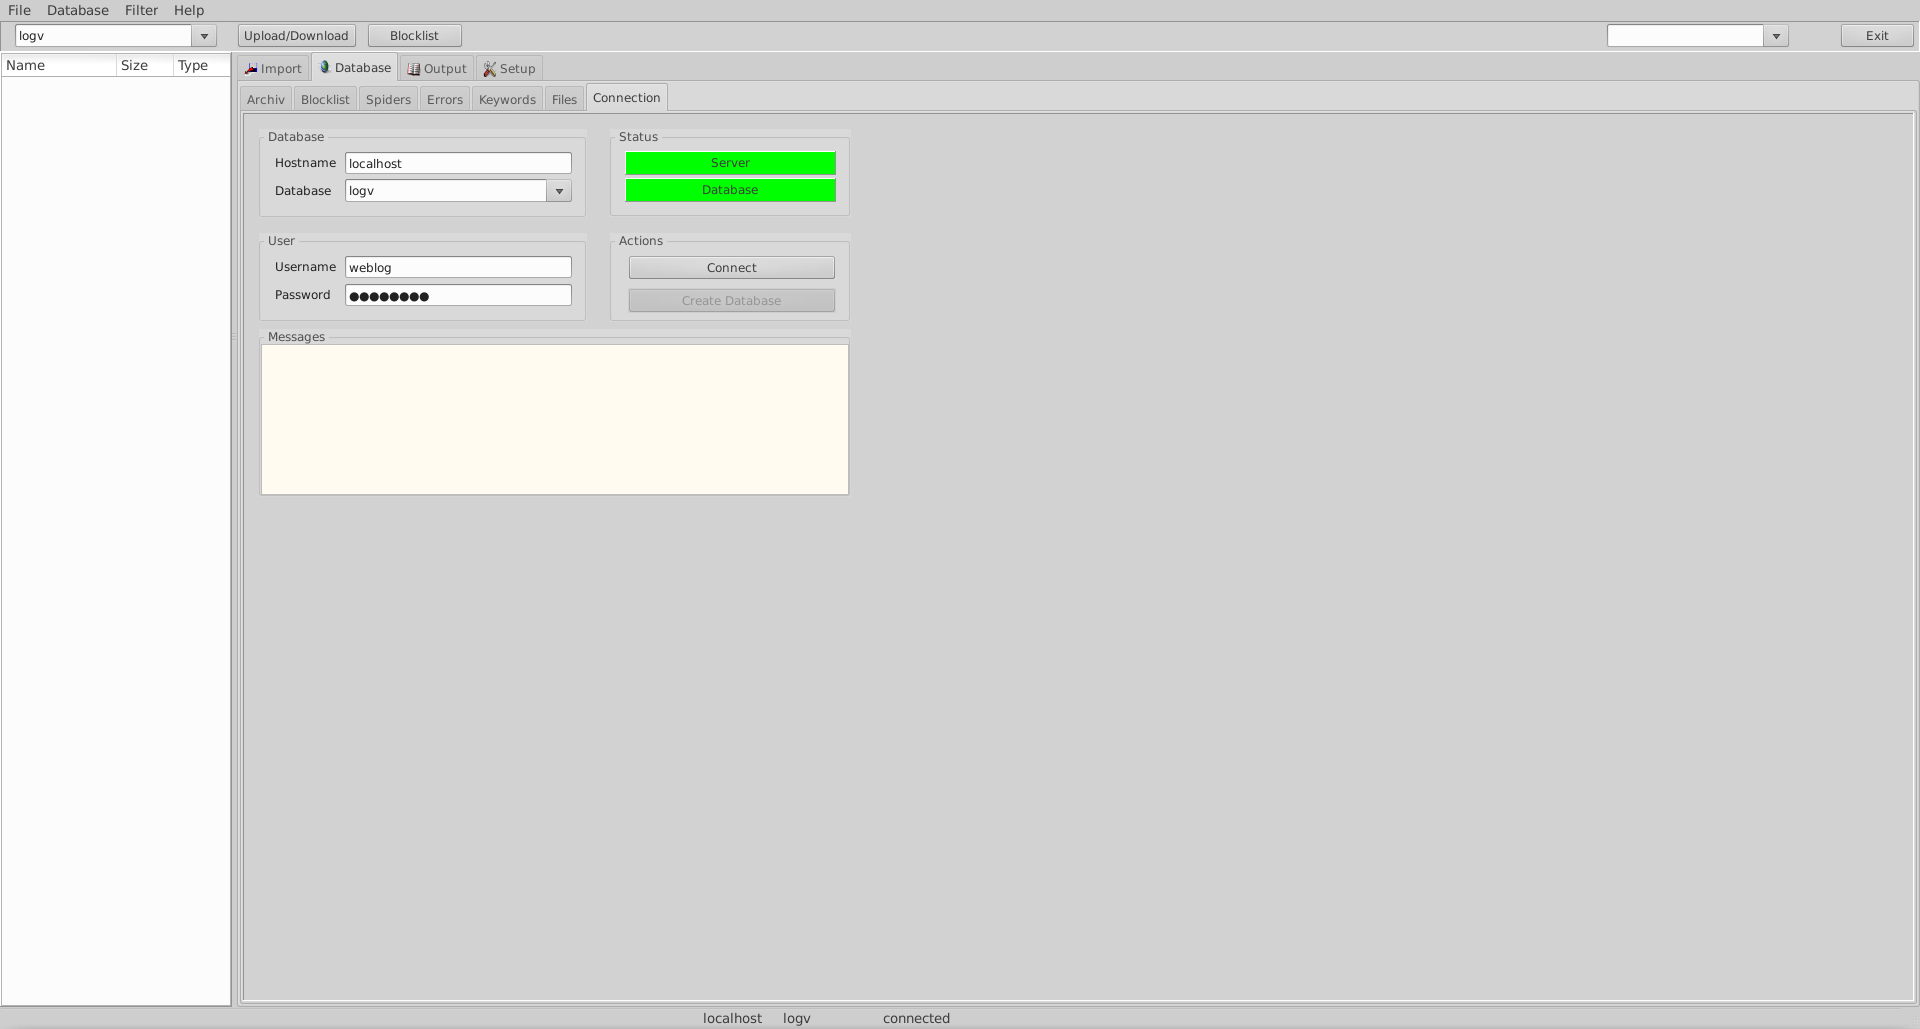 File Database Filter Help
logv Upload/Download Blocklist Exit
Name Size Type
Import Database Output Setup
Archiv Blocklist Spiders Errors Keywords Files Connection
Database
Hostname localhost
Database logv
Status
Server
Database
User
Username weblog
Password ●●●●●●●●
Actions
Connect
Create Database
Messages
localhost logv connected